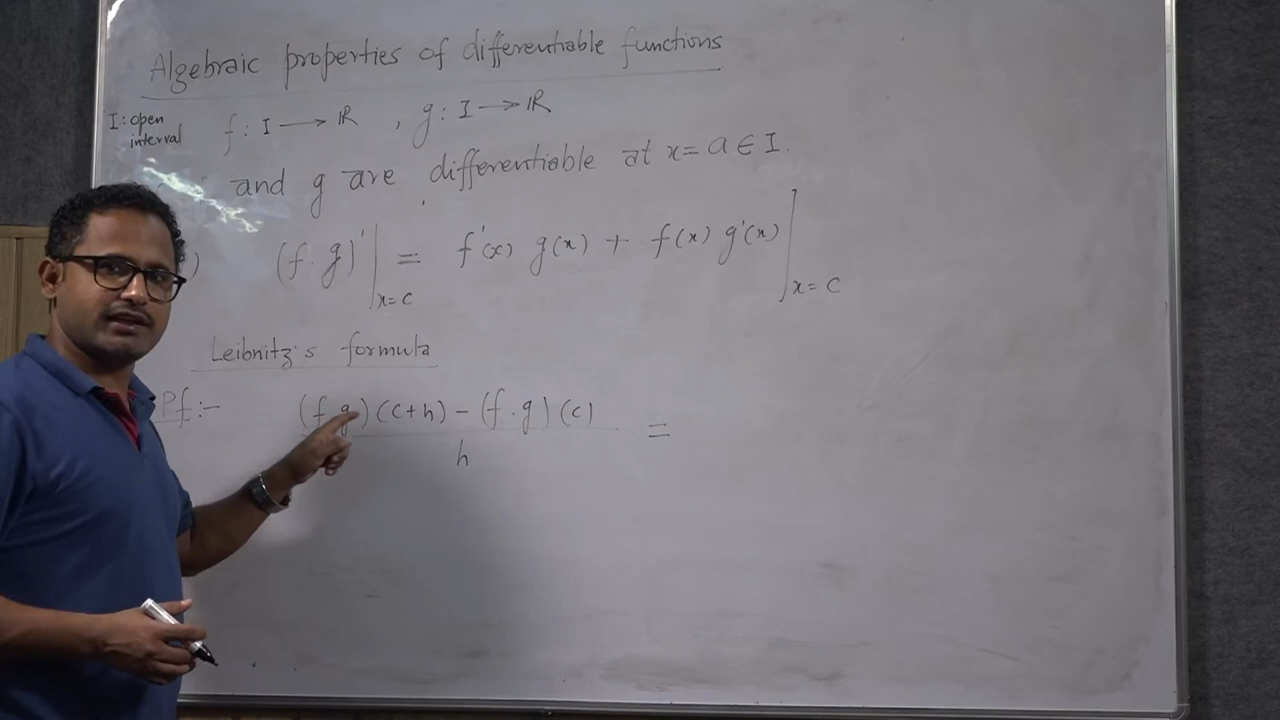 Algebraic properties of differentiable functions
I: open interval f: I → ℝ , g: I → ℝ
and g are differentiable at x = a ∈ I.
) (f · g)'|x=c = f'(x) g(x) + f(x) g'(x)]x=c
Leibnitz's formula
Pf:- (f g)(c+h) - (f · g)(c) / h =